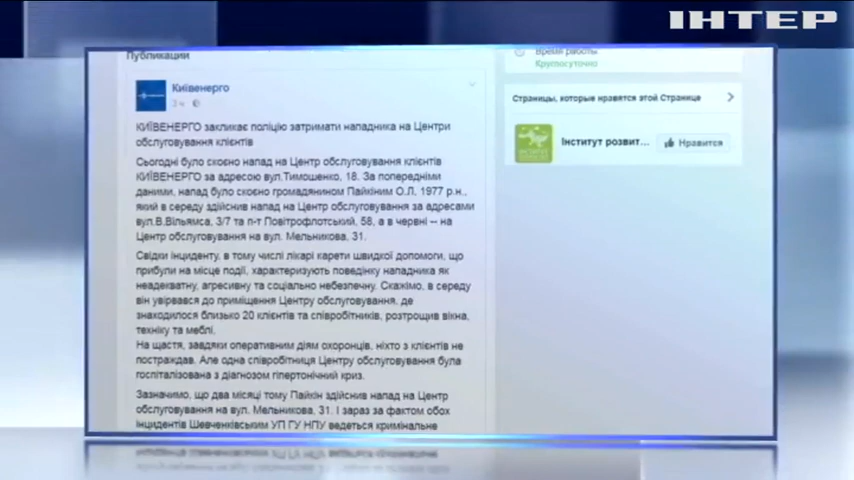 ІНТЕР
Публикации
Київенерго
3 ч.
КИЇВЕНЕРГО закликає поліцію затримати нападника на Центри
обслуговування клієнтів
Сьогодні було скоєно напад на Центр обслуговування клієнтів
КИЇВЕНЕРГО за адресою вул.Тимошенко, 18. За попередніми
даними, напад було скоєно громадянином Пайкіним О.Л. 1977 р.н.,
який в середу здійснив напад на Центр обслуговування за адресами
вул.В.Вільямса, 3/7 та п-т Повітрофлотський, 58, а в червні -- на
Центр обслуговування на вул. Мельникова, 31.
Свідки інциденту, в тому числі лікарі карети швидкої допомоги, що
прибули на місце події, характеризують поведінку нападника як
неадекватну, агресивну та соціально небезпечну. Скажімо, в середу
він увірвався до приміщення Центру обслуговування, де
знаходилося близько 20 клієнтів та співробітників, розтрощив вікна,
техніку та меблі.
На щастя, завдяки оперативним діям охоронців, ніхто з клієнтів не
постраждав. Але одна співробітниця Центру обслуговування була
госпіталізована з діагнозом гіпертонічний криз.
Зазначимо, що два місяці тому Пайкін здійснив напад на Центр
обслуговування на вул. Мельникова, 31. І зараз за фактом обох
інцидентів Шевченківським УП ГУ НПУ ведеться кримінальне
Время работы
Круглосуточно
Страницы, которые нравятся этой Странице
Інститут розвит...
Нравится